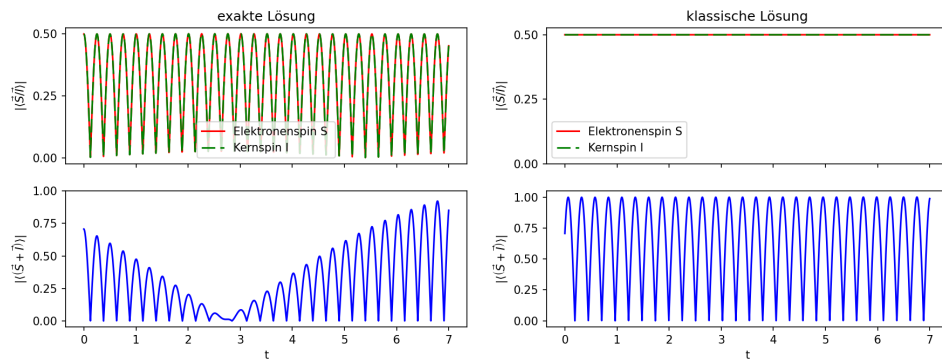 exakte Lösung
0.50
0.25
0.00
|⟨S⃗/I⃗⟩|
Elektronenspin S
Kernspin I
klassische Lösung
0.50
0.25
0.00
|⟨S⃗/I⃗⟩|
Elektronenspin S
Kernspin I
1.00
0.75
0.50
0.25
0.00
|⟨(S⃗ + I⃗)⟩|
0 1 2 3 4 5 6 7
t
1.00
0.75
0.50
0.25
0.00
|⟨(S⃗ + I⃗)⟩|
0 1 2 3 4 5 6 7
t